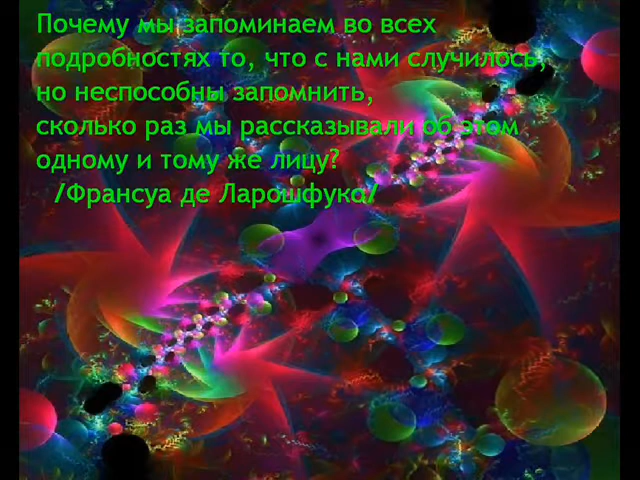 Почему мы запоминаем во всех
подробностях то, что с нами случилось,
но неспособны запомнить,
сколько раз мы рассказывали об этом
одному и тому же лицу?
/Франсуа де Ларошфуко/